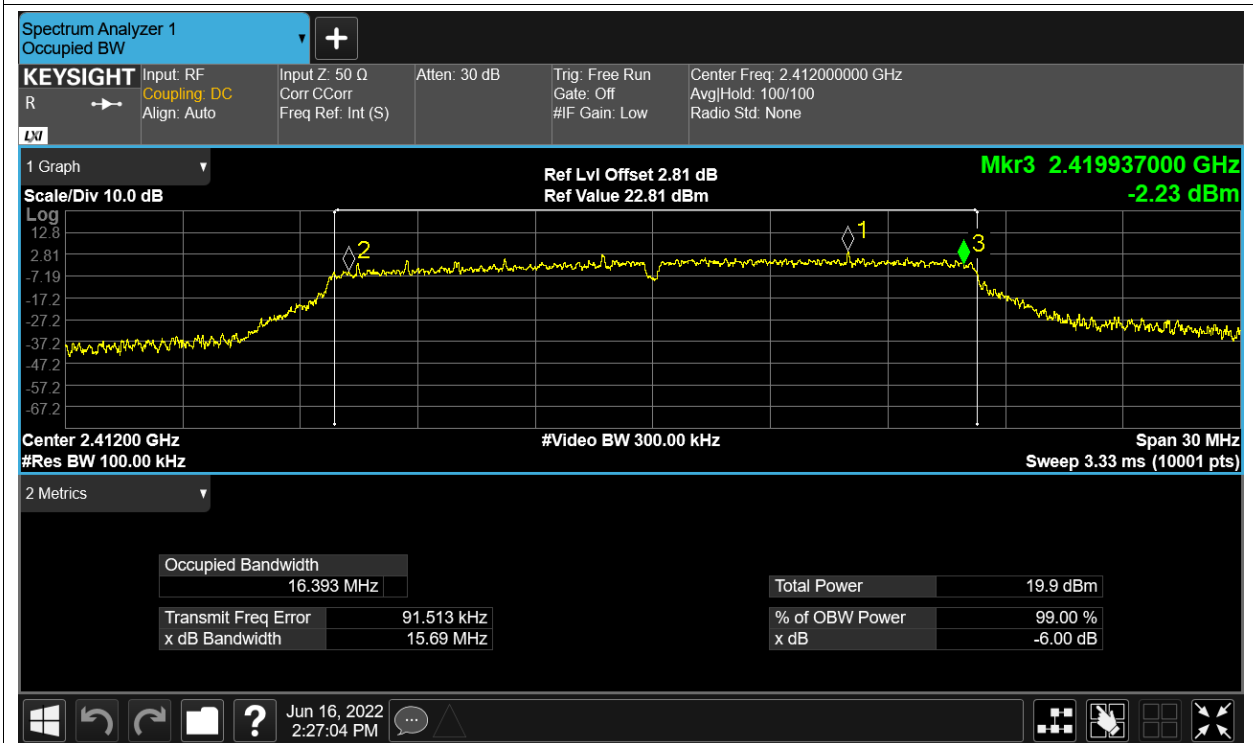 Spectrum Analyzer 1
Occupied BW
+
KEYSIGHT Input: RF Input Z: 50 Ω Atten: 30 dB Trig: Free Run Center Freq: 2.412000000 GHz
R Coupling: DC Corr CCorr Gate: Off Avg|Hold: 100/100
Align: Auto Freq Ref: Int (S) #IF Gain: Low Radio Std: None
LXI
1 Graph
Ref Lvl Offset 2.81 dB Mkr3 2.419937000 GHz
Scale/Div 10.0 dB Ref Value 22.81 dBm -2.23 dBm
Log
12.8
2.81
-7.19
-17.2
-27.2
-37.2
-47.2
-57.2
-67.2
2
1
3
Center 2.41200 GHz #Video BW 300.00 kHz Span 30 MHz
#Res BW 100.00 kHz Sweep 3.33 ms (10001 pts)
2 Metrics
Occupied Bandwidth
16.393 MHz Total Power 19.9 dBm
Transmit Freq Error 91.513 kHz % of OBW Power 99.00 %
x dB Bandwidth 15.69 MHz x dB -6.00 dB
? Jun 16, 2022
2:27:04 PM